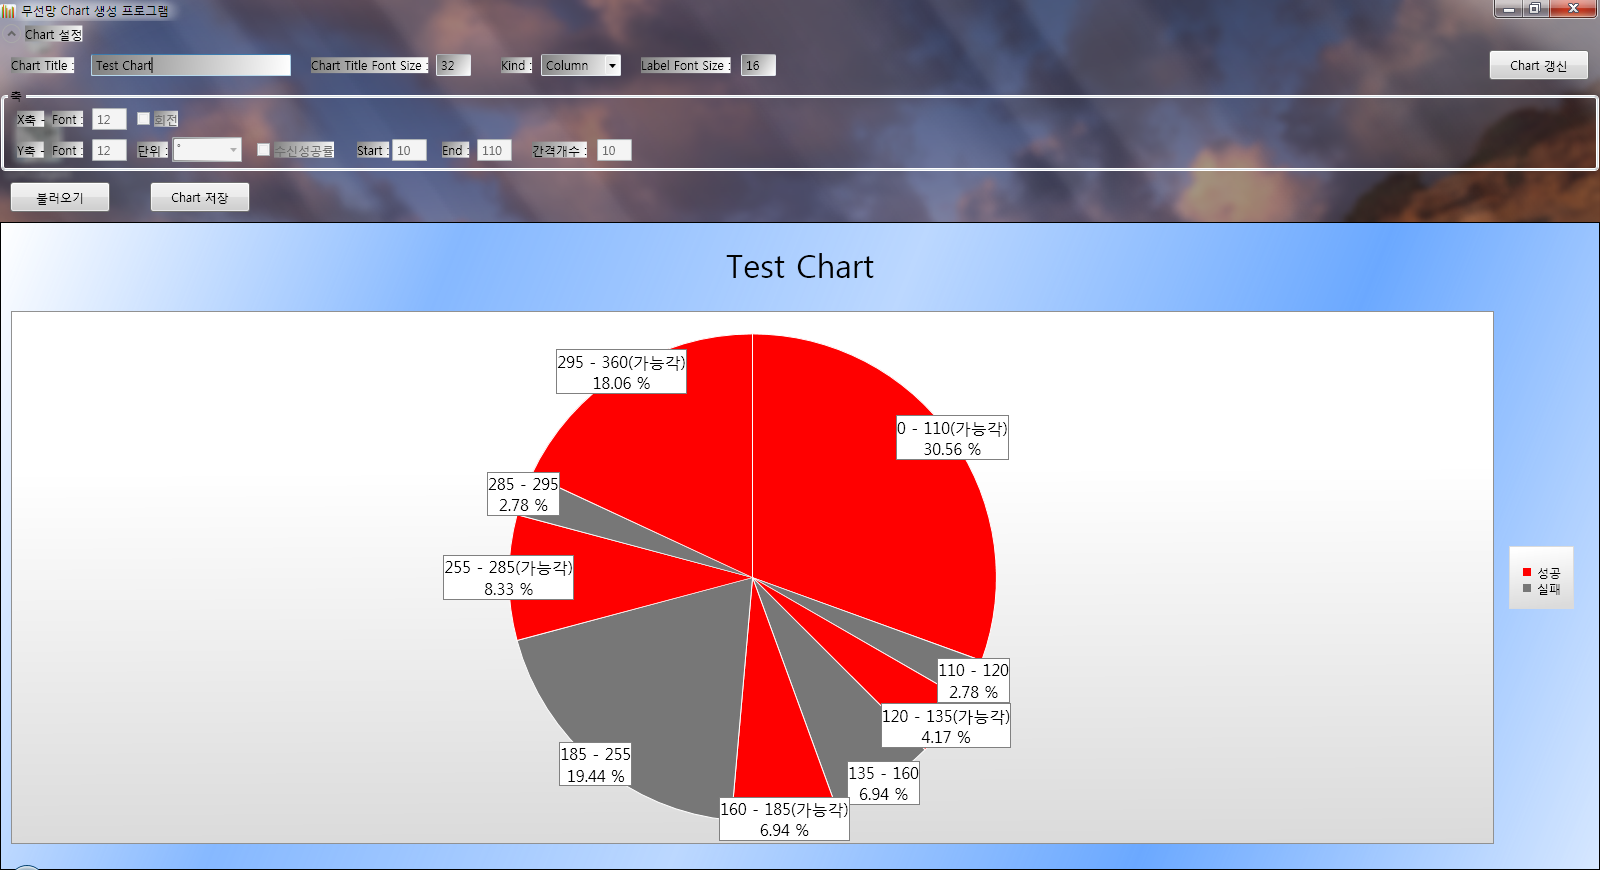 무선망 Chart 생성 프로그램
Chart 설정
Chart Title : Test Chart Chart Title Font Size : 32 Kind : Column Label Font Size : 16 Chart 갱신
축
X축 - Font : 12 회전
Y축 - Font : 12 단위 : ° 수신성공률 Start : 10 End : 110 간격개수 : 10
불러오기 Chart 저장
Test Chart
295 - 360(가능각)
18.06 %
0 - 110(가능각)
30.56 %
285 - 295
2.78 %
255 - 285(가능각)
8.33 %
성공
실패
110 - 120
2.78 %
120 - 135(가능각)
4.17 %
185 - 255
19.44 %
135 - 160
6.94 %
160 - 185(가능각)
6.94 %